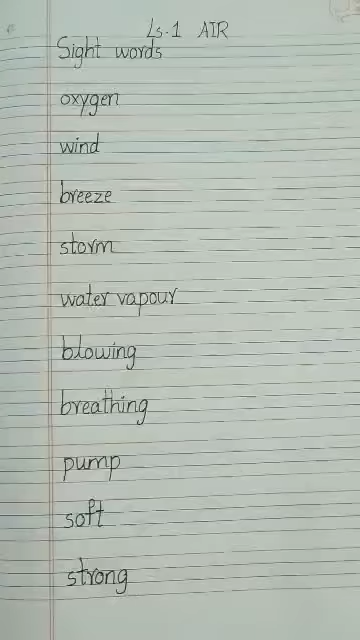 Ls.1 AIR
Sight words
oxygen
wind
breeze
storm
water vapour
blowing
breathing
pump
soft
strong